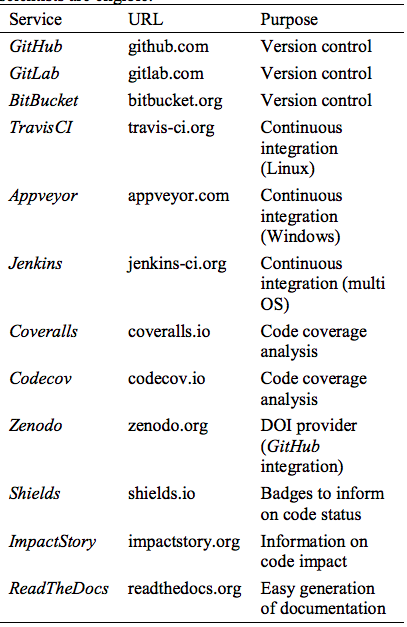 Service URL Purpose
GitHub github.com Version control
GitLab gitlab.com Version control
BitBucket bitbucket.org Version control
TravisCI travis-ci.org Continuous
integration
(Linux)
Appveyor appveyor.com Continuous
integration
(Windows)
Jenkins jenkins-ci.org Continuous
integration (multi
OS)
Coveralls coveralls.io Code coverage
analysis
Codecov codecov.io Code coverage
analysis
Zenodo zenodo.org DOI provider
(GitHub
integration)
Shields shields.io Badges to inform
on code status
ImpactStory impactstory.org Information on
code impact
ReadTheDocs readthedocs.org Easy generation
of documentation